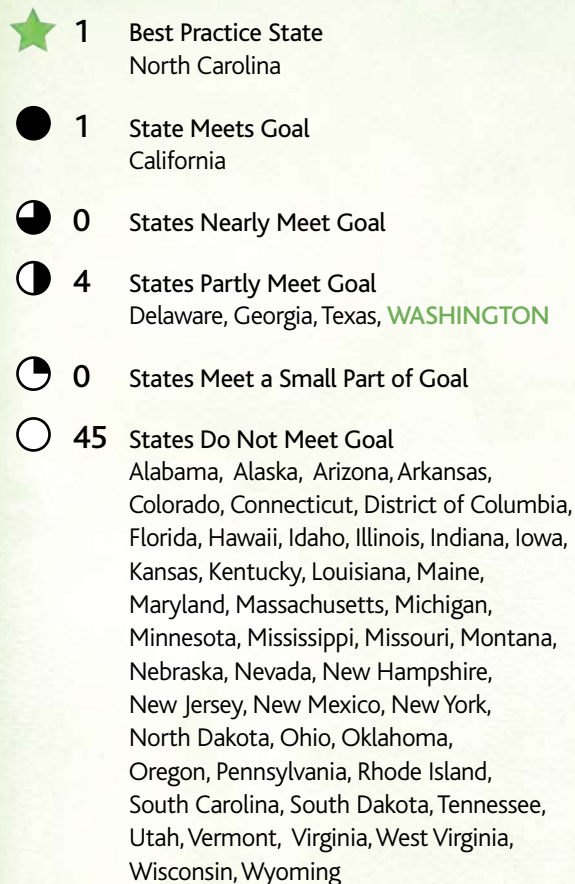 1 Best Practice State
North Carolina
1 State Meets Goal
California
0 States Nearly Meet Goal
4 States Partly Meet Goal
Delaware, Georgia, Texas, WASHINGTON
0 States Meet a Small Part of Goal
45 States Do Not Meet Goal
Alabama, Alaska, Arizona, Arkansas,
Colorado, Connecticut, District of Columbia,
Florida, Hawaii, Idaho, Illinois, Indiana, Iowa,
Kansas, Kentucky, Louisiana, Maine,
Maryland, Massachusetts, Michigan,
Minnesota, Mississippi, Missouri, Montana,
Nebraska, Nevada, New Hampshire,
New Jersey, New Mexico, New York,
North Dakota, Ohio, Oklahoma,
Oregon, Pennsylvania, Rhode Island,
South Carolina, South Dakota, Tennessee,
Utah, Vermont, Virginia, West Virginia,
Wisconsin, Wyoming